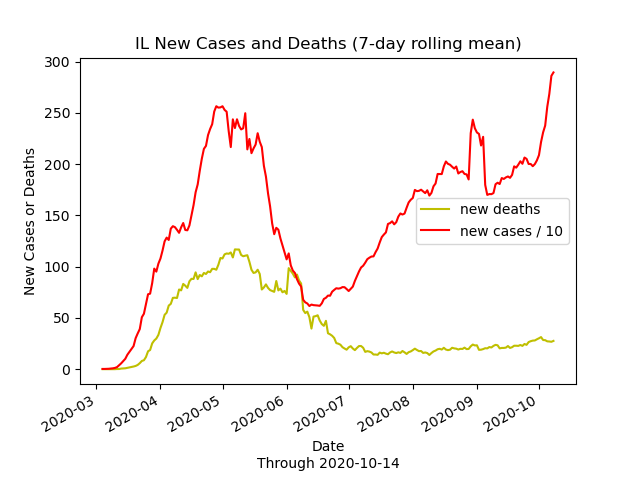 IL New Cases and Deaths (7-day rolling mean)
300
250
200
150
100
50
0
New Cases or Deaths
new deaths
new cases / 10
2020-03
2020-04
2020-05
2020-06
2020-07
2020-08
2020-09
2020-10
Date
Through 2020-10-14